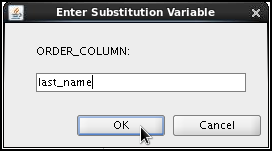 Enter Substitution Variable
ORDER_COLUMN:
last_name
OK Cancel